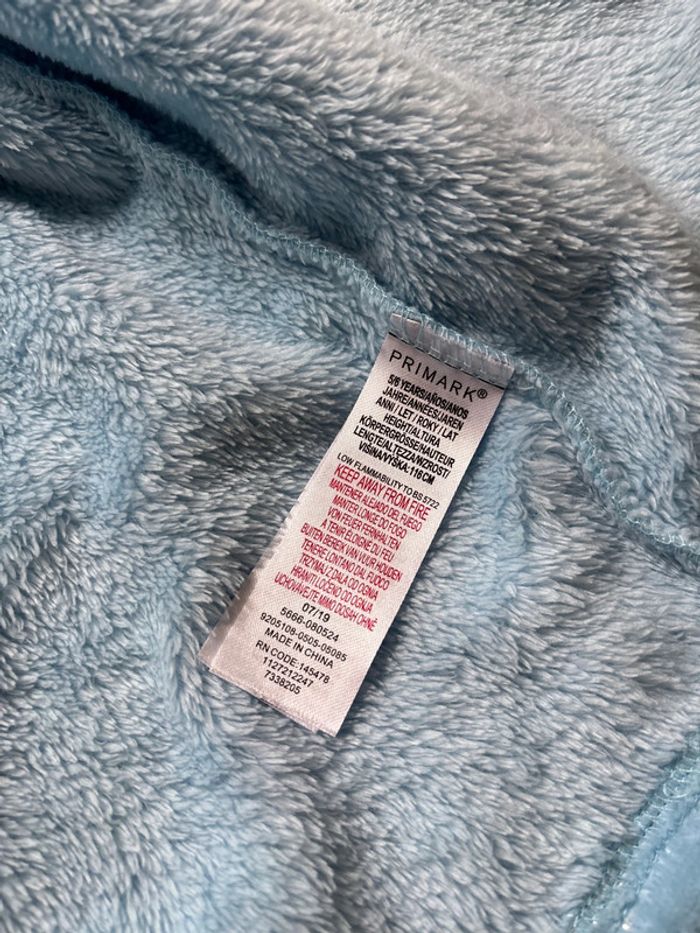 PRIMARK®
5/6 YEARS/AÑOS/ANOS
JAHRE/ANNÉES/JAREN
ANNI / LET / ROKY / LAT
HEIGHT/ALTURA
KÖRPERGRÖSSE/HAUTEUR
LENGTE/ALTEZZA/WZROST/
VIŠINA/VÝŠKA: 116 CM
LOW FLAMMABILITY TO BS 5722
KEEP AWAY FROM FIRE
MANTENER ALEJADO DEL FUEGO
MANTER LONGE DO FOGO
VON FEUER FERNHALTEN
A TENIR ÉLOIGNÉ DU FEU
BUITEN BEREIK VAN VUUR HOUDEN
TENERE LONTANO DAL FUOCO
TRZYMAJ Z DALA OD OGNIA
HRANITI LOČENO OD OGNJA
UCHOVÁVEJTE MIMO DOSAH OHNĚ
07/19
5666-080524
9205108-0505-05085
MADE IN CHINA
RN CODE: 145478
1127212247
7338205